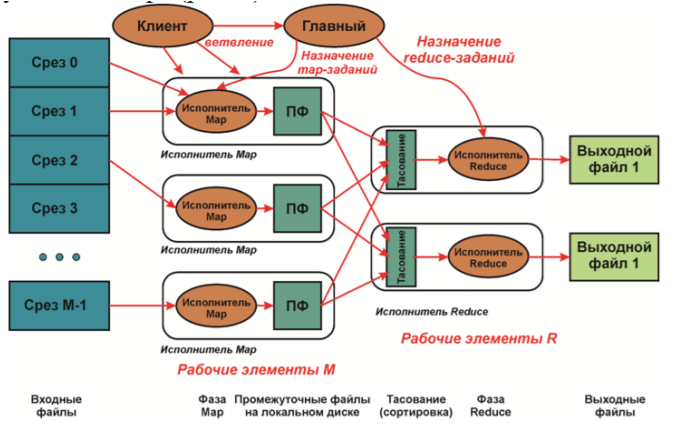 Клиент
Главный
ветвление
Назначение
map-заданий
Назначение
reduce-заданий
Срез 0
Срез 1
Срез 2
Срез 3
Срез M-1
Исполнитель
Map
ПФ
Исполнитель Map
Исполнитель
Map
ПФ
Исполнитель Map
Исполнитель
Map
ПФ
Исполнитель Map
Рабочие элементы M
Тасование
Исполнитель
Reduce
Тасование
Исполнитель
Reduce
Исполнитель Reduce
Рабочие элементы R
Выходной
файл 1
Выходной
файл 1
Входные
файлы
Фаза
Map
Промежуточные файлы
на локальном диске
Тасование
(сортировка)
Фаза
Reduce
Выходные
файлы